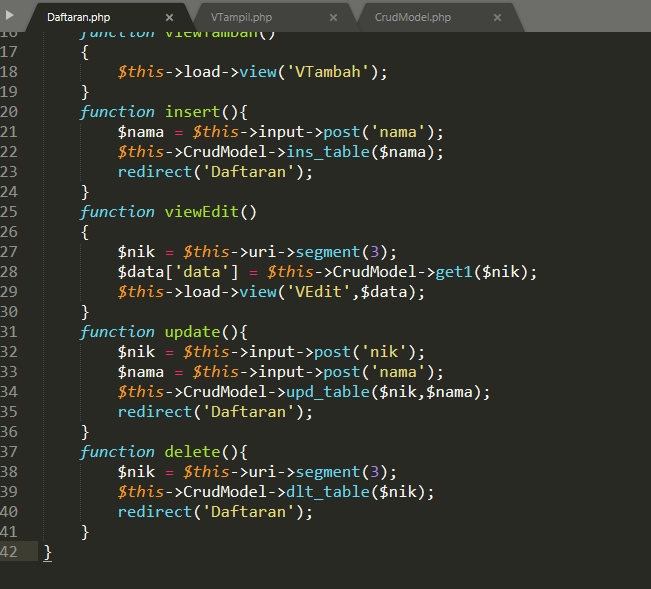 Daftaran.php × VTampil.php × CrudModel.php ×
16 function viewTambah()
17 {
18 $this->load->view('VTambah');
19 }
20 function insert(){
21 $nama = $this->input->post('nama');
22 $this->CrudModel->ins_table($nama);
23 redirect('Daftaran');
24 }
25 function viewEdit()
26 {
27 $nik = $this->uri->segment(3);
28 $data['data'] = $this->CrudModel->get1($nik);
29 $this->load->view('VEdit',$data);
30 }
31 function update(){
32 $nik = $this->input->post('nik');
33 $nama = $this->input->post('nama');
34 $this->CrudModel->upd_table($nik,$nama);
35 redirect('Daftaran');
36 }
37 function delete(){
38 $nik = $this->uri->segment(3);
39 $this->CrudModel->dlt_table($nik);
40 redirect('Daftaran');
41 }
42 }